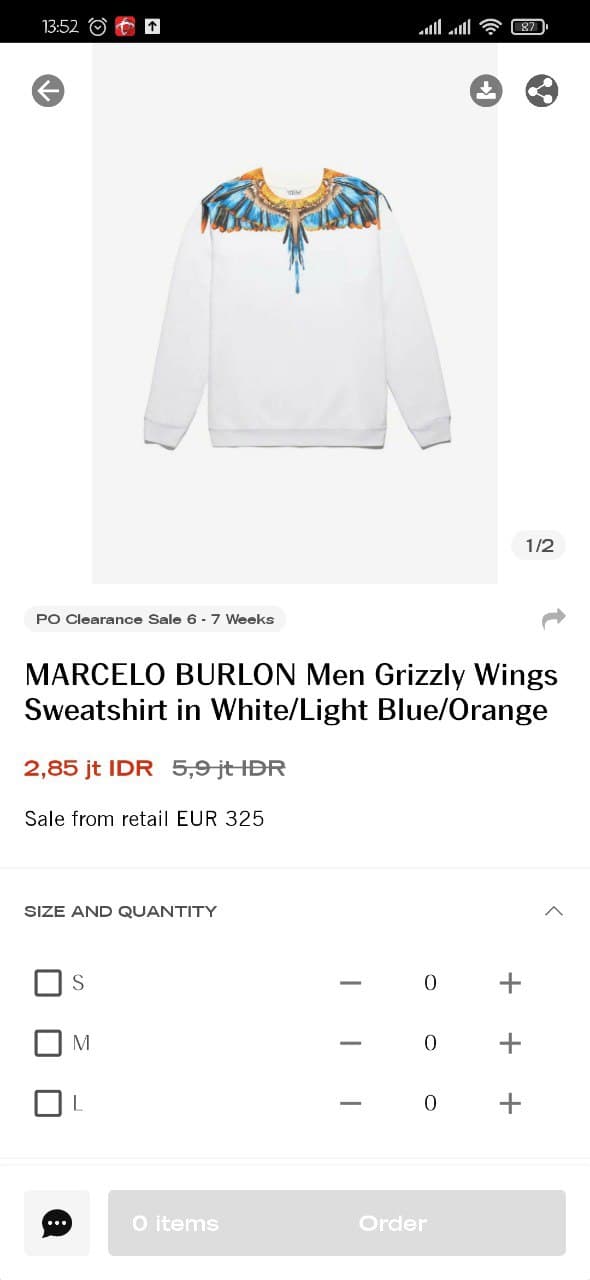 13:52
87
1/2
PO Clearance Sale 6 - 7 Weeks
MARCELO BURLON Men Grizzly Wings
Sweatshirt in White/Light Blue/Orange
2,85 jt IDR 5,9 jt IDR
Sale from retail EUR 325
SIZE AND QUANTITY
S 0
M 0
L 0
0 items Order